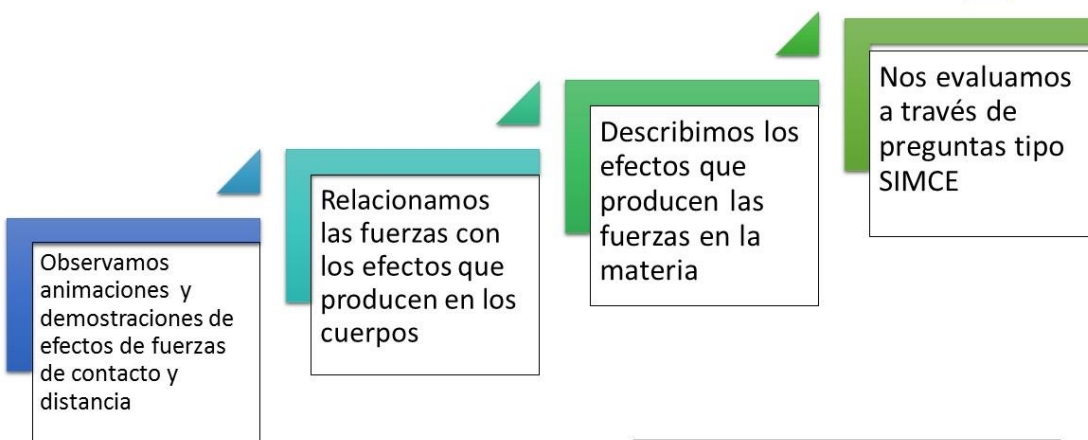 Observamos
animaciones y
demostraciones de
efectos de fuerzas
de contacto y
distancia
Relacionamos
las fuerzas con
los efectos que
producen en los
cuerpos
Describimos los
efectos que
producen las
fuerzas en la
materia
Nos evaluamos
a través de
preguntas tipo
SIMCE